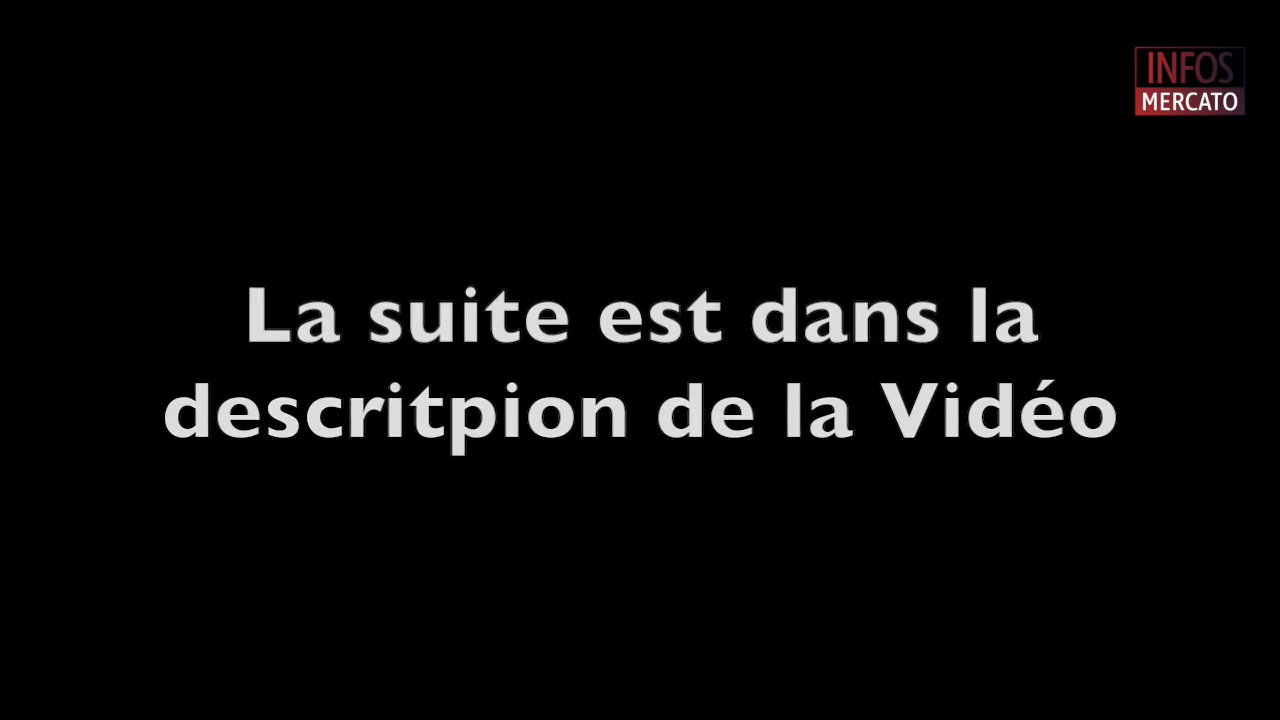 INFOS
MERCATO
La suite est dans la
descritpion de la Vidéo